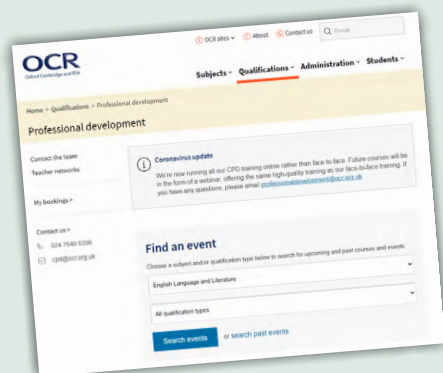 OCR sites
About
Contact us
OCR
Oxford Cambridge and RSA
Subjects
Qualifications
Administration
Students
Home > Qualifications > Professional development
Professional development
Contact the team
Teacher networks
My bookings >
Contact us >
cpd@ocr.org.uk
Coronavirus update
We're now running all our CPD training online rather than face-to-face. Future courses will be
in the form of a webinar, offering the same high-quality training as our face-to-face training. If
you have any questions, please email professionaldevelopment@ocr.org.uk
Find an event
Choose a subject and/or qualification type below to search for upcoming and past courses and events.
English Language and Literature
All qualification types
Search events or search past events